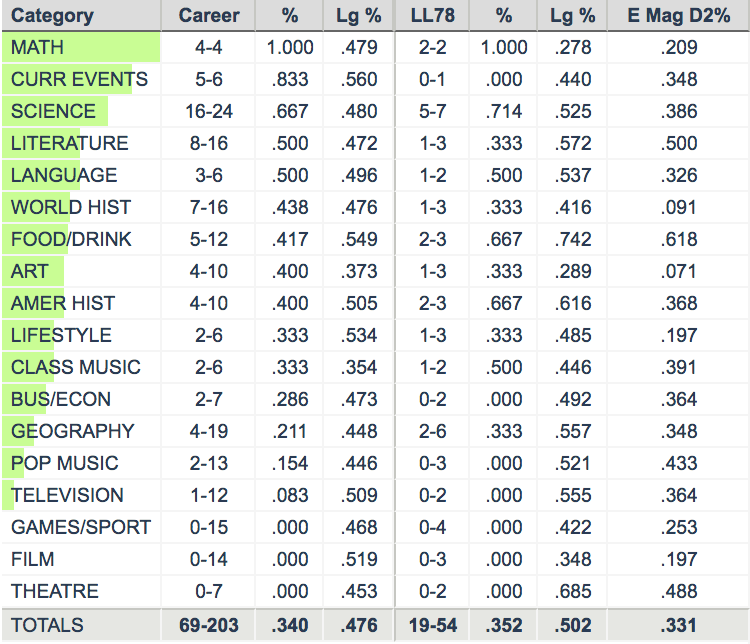 Category Career % Lg % LL78 % Lg % E Mag D2%
MATH 4-4 1.000 .479 2-2 1.000 .278 .209
CURR EVENTS 5-6 .833 .560 0-1 .000 .440 .348
SCIENCE 16-24 .667 .480 5-7 .714 .525 .386
LITERATURE 8-16 .500 .472 1-3 .333 .572 .500
LANGUAGE 3-6 .500 .496 1-2 .500 .537 .326
WORLD HIST 7-16 .438 .476 1-3 .333 .416 .091
FOOD/DRINK 5-12 .417 .549 2-3 .667 .742 .618
ART 4-10 .400 .373 1-3 .333 .289 .071
AMER HIST 4-10 .400 .505 2-3 .667 .616 .368
LIFESTYLE 2-6 .333 .534 1-3 .333 .485 .197
CLASS MUSIC 2-6 .333 .354 1-2 .500 .446 .391
BUS/ECON 2-7 .286 .473 0-2 .000 .492 .364
GEOGRAPHY 4-19 .211 .448 2-6 .333 .557 .348
POP MUSIC 2-13 .154 .446 0-3 .000 .521 .433
TELEVISION 1-12 .083 .509 0-2 .000 .555 .364
GAMES/SPORT 0-15 .000 .468 0-4 .000 .422 .253
FILM 0-14 .000 .519 0-3 .000 .348 .197
THEATRE 0-7 .000 .453 0-2 .000 .685 .488
TOTALS 69-203 .340 .476 19-54 .352 .502 .331